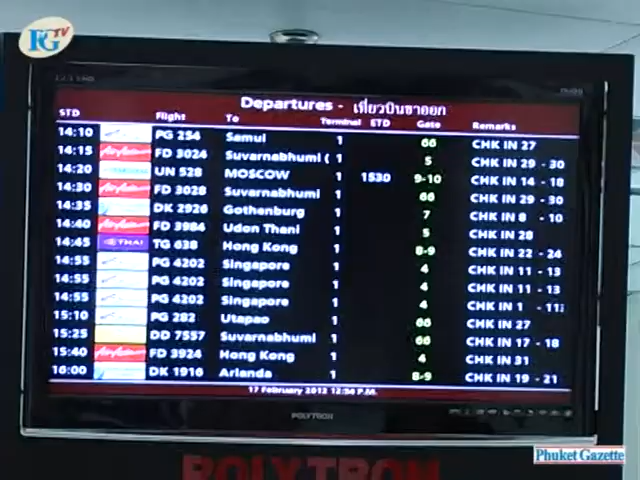 PG TV
Departures - เที่ยวบินขาออก
STD Flight To Terminal STD Gate Remarks
14:10 PG 254 Samui 1 66 CHK IN 27
14:15 FD 3024 Suvarnabhumi ( 1 5 CHK IN 29 - 30
14:20 UN 528 MOSCOW 1 1530 9-10 CHK IN 14 - 18
14:30 FD 3028 Suvarnabhumi 1 66 CHK IN 29 - 30
14:35 DK 2926 Gothenburg 1 7 CHK IN 8 - 10
14:40 FD 3984 Udon Thani 1 5 CHK IN 28
14:45 THAI TG 638 Hong Kong 1 8-9 CHK IN 22 - 24
14:55 PG 4202 Singapore 1 4 CHK IN 11 - 13
14:55 PG 4202 Singapore 1 4 CHK IN 11 - 13
14:55 PG 4202 Singapore 1 4 CHK IN 1 - 11
15:10 PG 282 Utapao 1 66 CHK IN 27
15:25 DD 7557 Suvarnabhumi 1 66 CHK IN 17 - 18
15:40 FD 3924 Hong Kong 1 4 CHK IN 31
16:00 DK 1916 Arlanda 1 8-9 CHK IN 19 - 21
17 February 2012 12:56 P.M.
POLYTRON
POLYTRON
Phuket Gazette